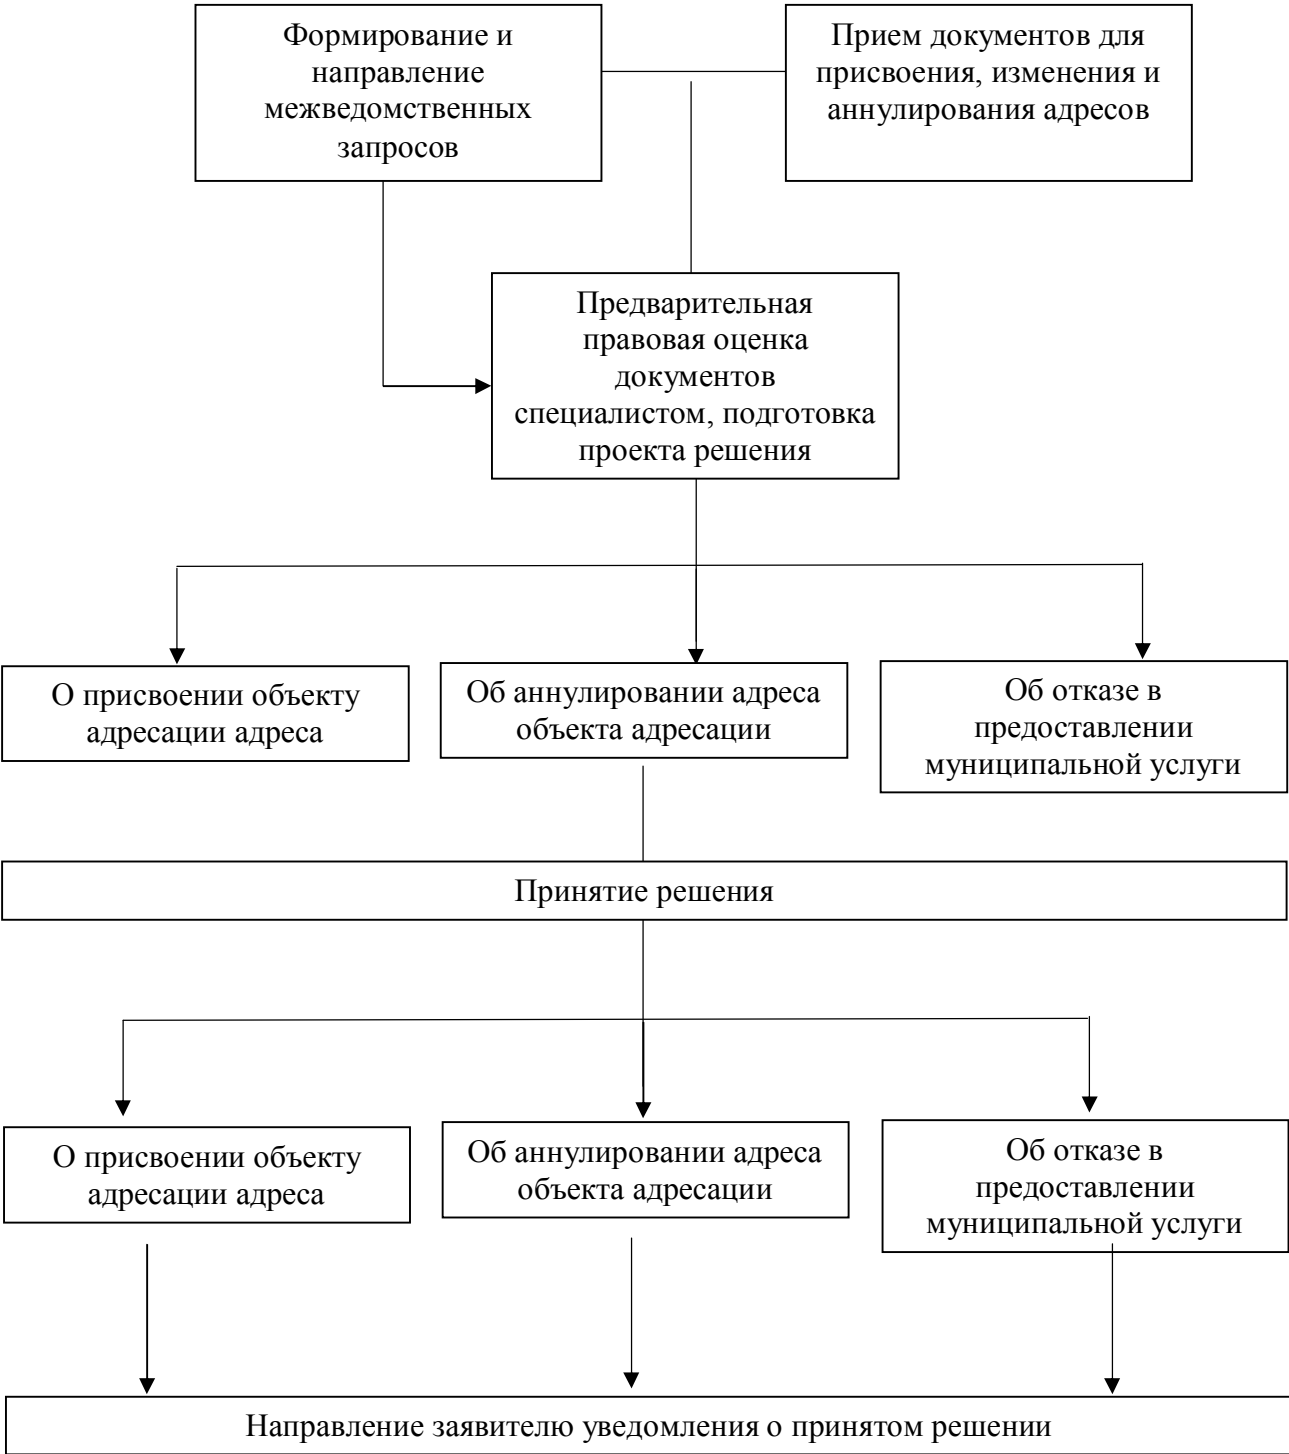 Формирование и
направление
межведомственных
запросов
Прием документов для
присвоения, изменения и
аннулирования адресов
Предварительная
правовая оценка
документов
специалистом, подготовка
проекта решения
О присвоении объекту
адресации адреса
Об аннулировании адреса
объекта адресации
Об отказе в
предоставлении
муниципальной услуги
Принятие решения
О присвоении объекту
адресации адреса
Об аннулировании адреса
объекта адресации
Об отказе в
предоставлении
муниципальной услуги
Направление заявителю уведомления о принятом решении